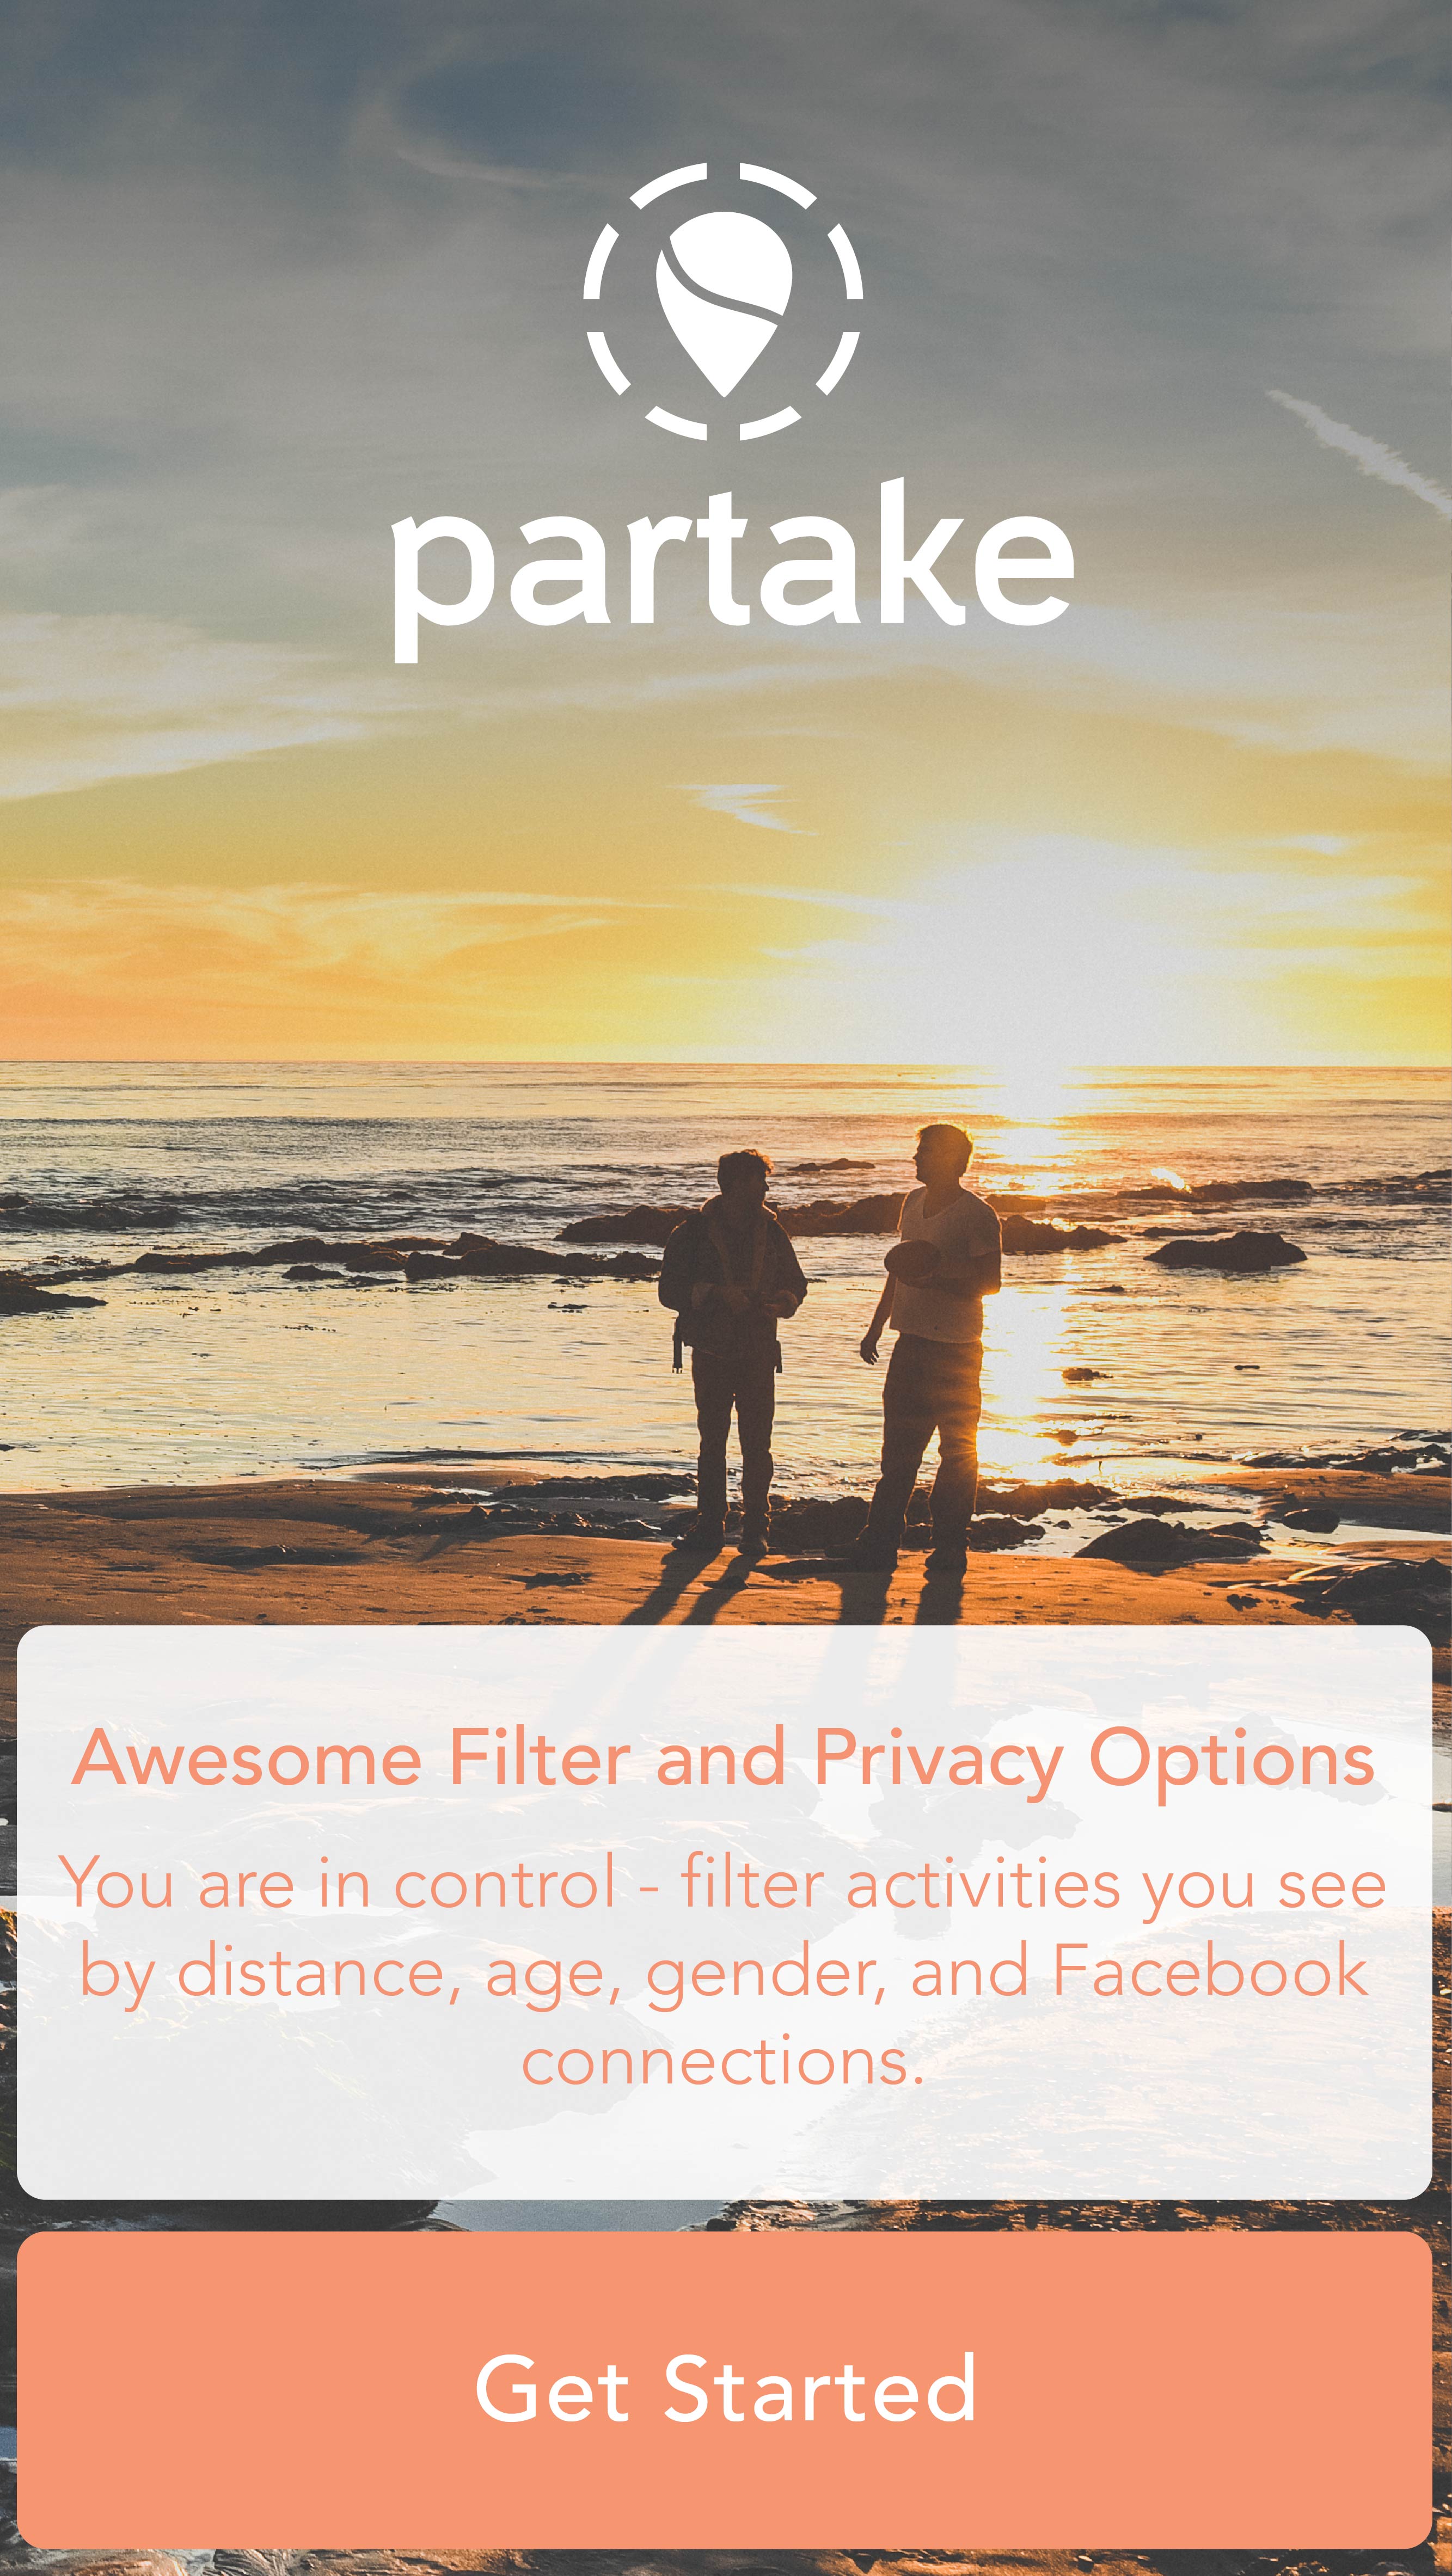 partake
Awesome Filter and Privacy Options
You are in control - filter activities you see
by distance, age, gender, and Facebook
connections.
Get Started